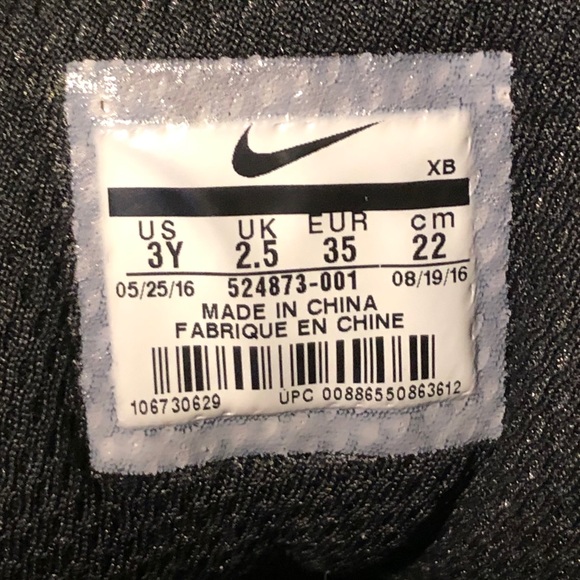 XB
US UK EUR cm
3Y 2.5 35 22
05/25/16 524873-001 08/19/16
MADE IN CHINA
FABRIQUE EN CHINE
106730629 UPC 00886550863612